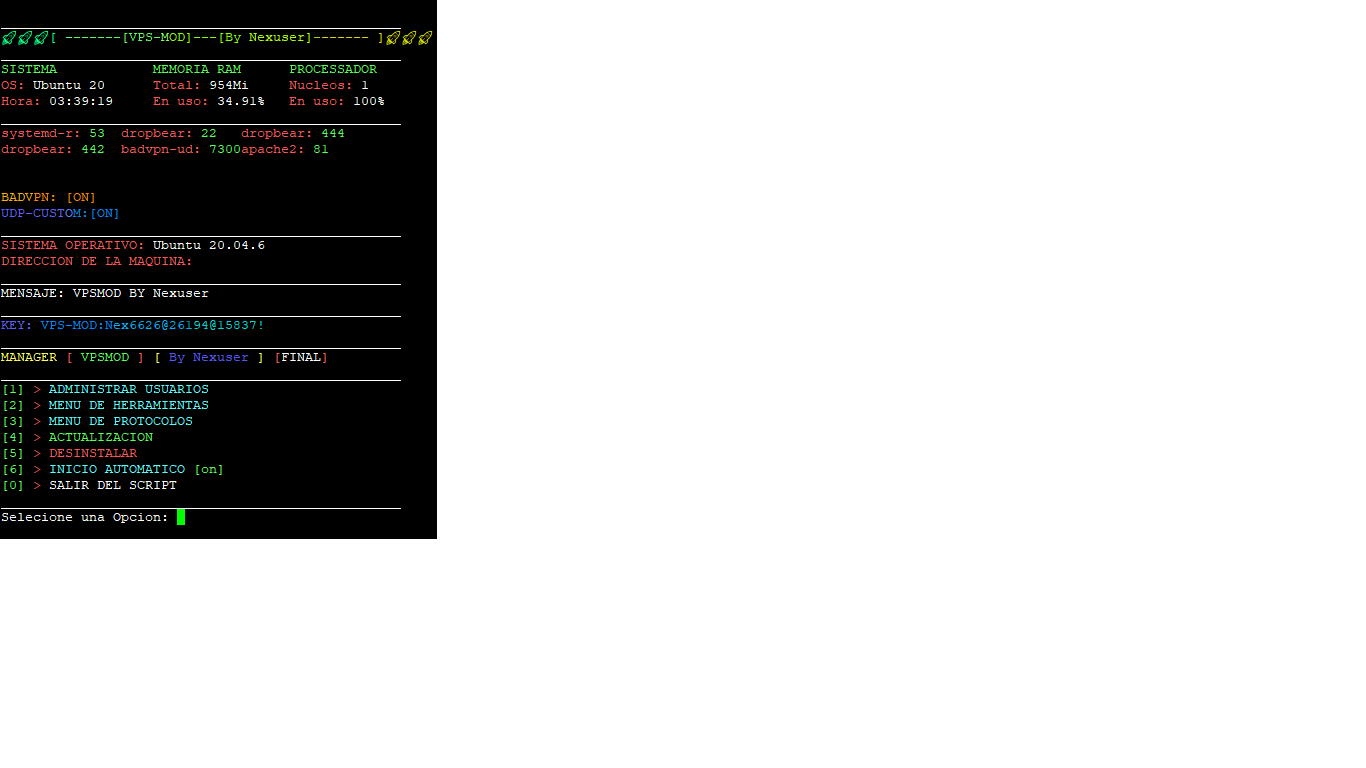 [ -------[VPS-MOD]---[By Nexuser]------- ]
SISTEMA MEMORIA RAM PROCESSADOR
OS: Ubuntu 20 Total: 954Mi Nucleos: 1
Hora: 03:39:19 En uso: 34.91% En uso: 100%
systemd-r: 53 dropbear: 22 dropbear: 444
dropbear: 442 badvpn-ud: 7300apache2: 81
BADVPN: [ON]
UDP-CUSTOM:[ON]
SISTEMA OPERATIVO: Ubuntu 20.04.6
DIRECCION DE LA MAQUINA:
MENSAJE: VPSMOD BY Nexuser
KEY: VPS-MOD:Nex6626@26194@15837!
MANAGER [ VPSMOD ] [ By Nexuser ] [FINAL]
[1] > ADMINISTRAR USUARIOS
[2] > MENU DE HERRAMIENTAS
[3] > MENU DE PROTOCOLOS
[4] > ACTUALIZACION
[5] > DESINSTALAR
[6] > INICIO AUTOMATICO [on]
[0] > SALIR DEL SCRIPT
Selecione una Opcion: